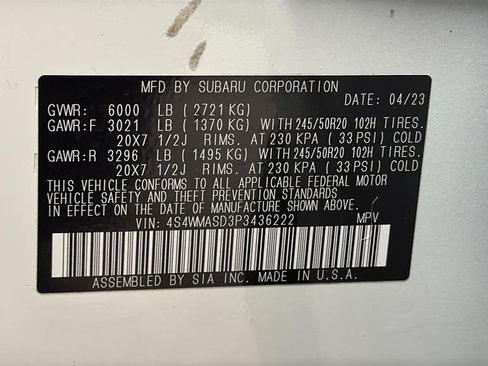 MFD BY SUBARU CORPORATION
GVWR: 6000 LB ( 2721 KG) DATE: 04/23
GAWR:F 3021 LB ( 1370 KG) WITH 245/50R20 102H TIRES.
20X7 1/2J RIMS. AT 230 KPA ( 33 PSI) COLD
GAWR:R 3296 LB ( 1495 KG) WITH 245/50R20 102H TIRES.
20X7 1/2J RIMS. AT 230 KPA ( 33 PSI) COLD
THIS VEHICLE CONFORMS TO ALL APPLICABLE FEDERAL MOTOR
VEHICLE SAFETY AND THEFT PREVENTION STANDARDS
IN EFFECT ON THE DATE OF MANUFACTURE SHOWN ABOVE.
VIN: 4S4WMASD3P3436222 MPV
ASSEMBLED BY SIA INC. MADE IN U.S.A.